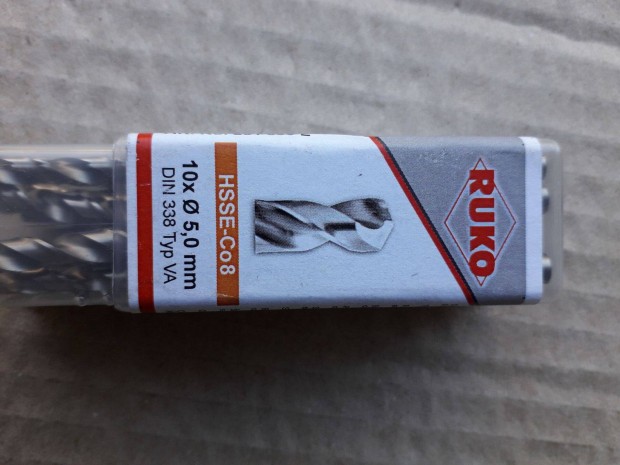 RUKO
HSSE-Co8
10x Ø 5,0 mm
DIN 338 Typ VA